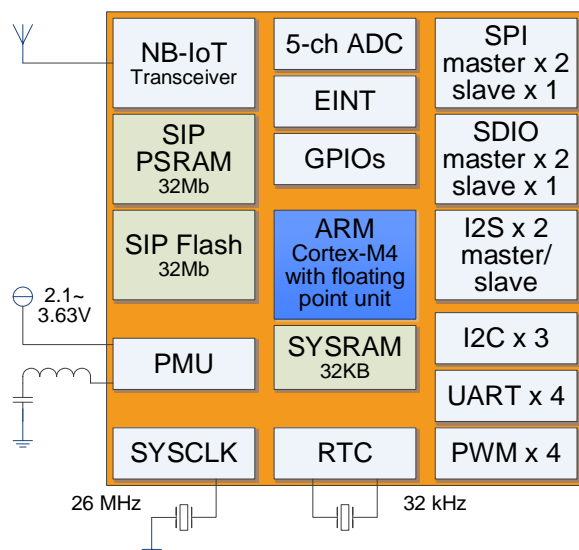 NB-IoT
Transceiver
5-ch ADC
SPI
master x 2
slave x 1
EINT
SIP
PSRAM
32Mb
GPIOs
SDIO
master x 2
slave x 1
SIP Flash
32Mb
ARM
Cortex-M4
with floating
point unit
I2S x 2
master/
slave
2.1~
3.63V
PMU
SYSRAM
32KB
I2C x 3
UART x 4
SYSCLK
RTC
PWM x 4
26 MHz
32 kHz